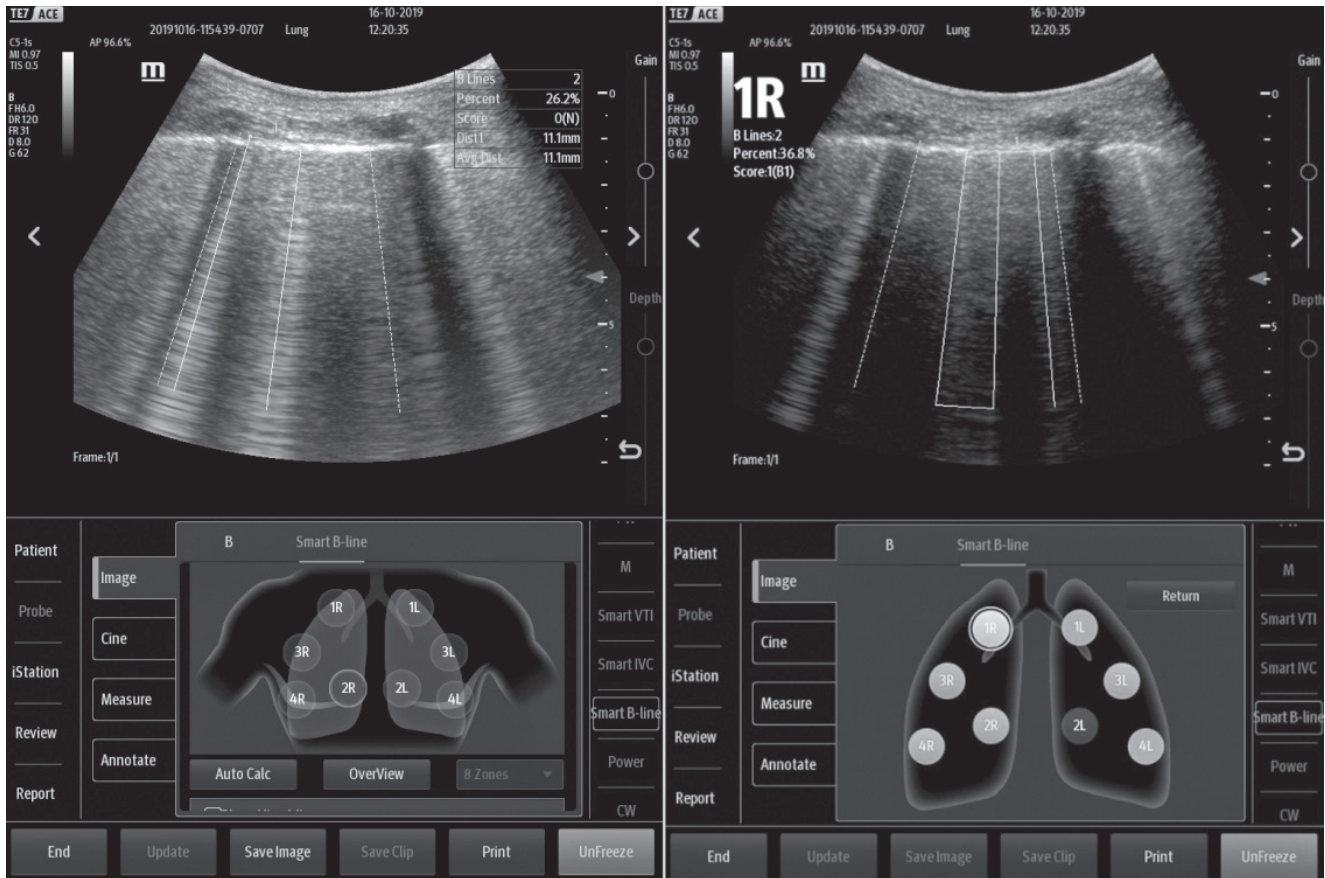 TE7 ACE
16-10-2019
20191016-115439-0707 Lung 12:20:35
C5-1s
MI 0.97
TIS 0.5
AP 96.6%
m
B
FH6.0
DR120
FR 31
D 8.0
G 62
B Lines 2
Percent 26.2%
Score 0(N)
Dist1 11.1mm
Avg Dist 11.1mm
Gain
0
Depth
5
Frame:1/1
Patient
Probe
iStation
Review
Report
Image
Cine
Measure
Annotate
B Smart B-line
1R 1L
3R 3L
2R 2L
4R 4L
Auto Calc OverView 8 Zones
M
Smart VTI
Smart IVC
Smart B-line
Power
CW
End Update Save Image Save Clip Print UnFreeze
TE7 ACE
16-10-2019
20191016-115439-0707 Lung 12:20:35
C5-1s
MI 0.97
TIS 0.5
AP 96.6%
m
B
FH6.0
DR120
FR 31
D 8.0
G 62
1R
B Lines:2
Percent:36.8%
Score:1(B1)
Gain
0
Depth
5
Frame:1/1
Patient
Probe
iStation
Review
Report
Image
Cine
Measure
Annotate
B Smart B-line
Return
1R 1L
3R 3L
2R 2L
4R 4L
M
Smart VTI
Smart IVC
Smart B-line
Power
CW
End Update Save Image Save Clip Print UnFreeze